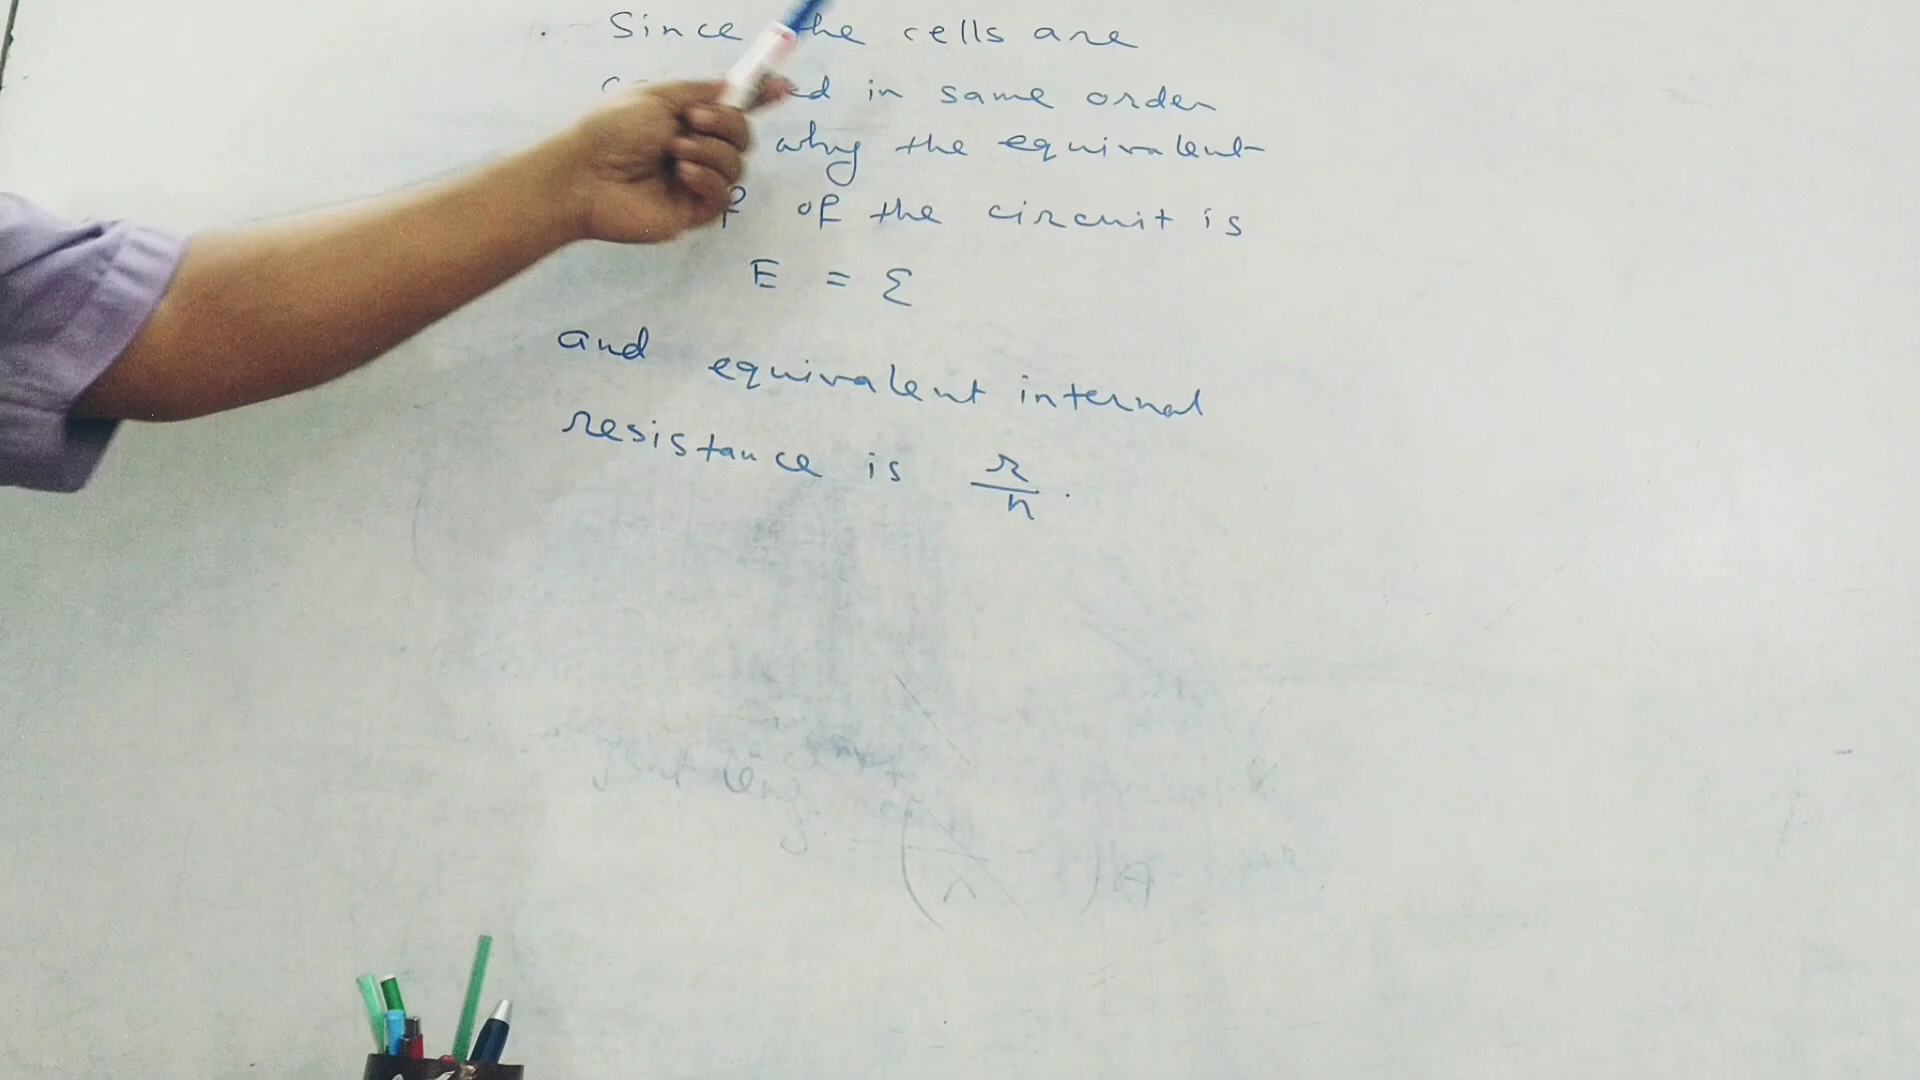 Since the cells are
in same order
why the equivalent
of the circuit is
E = Ɛ
and equivalent internal
resistance is r/n.